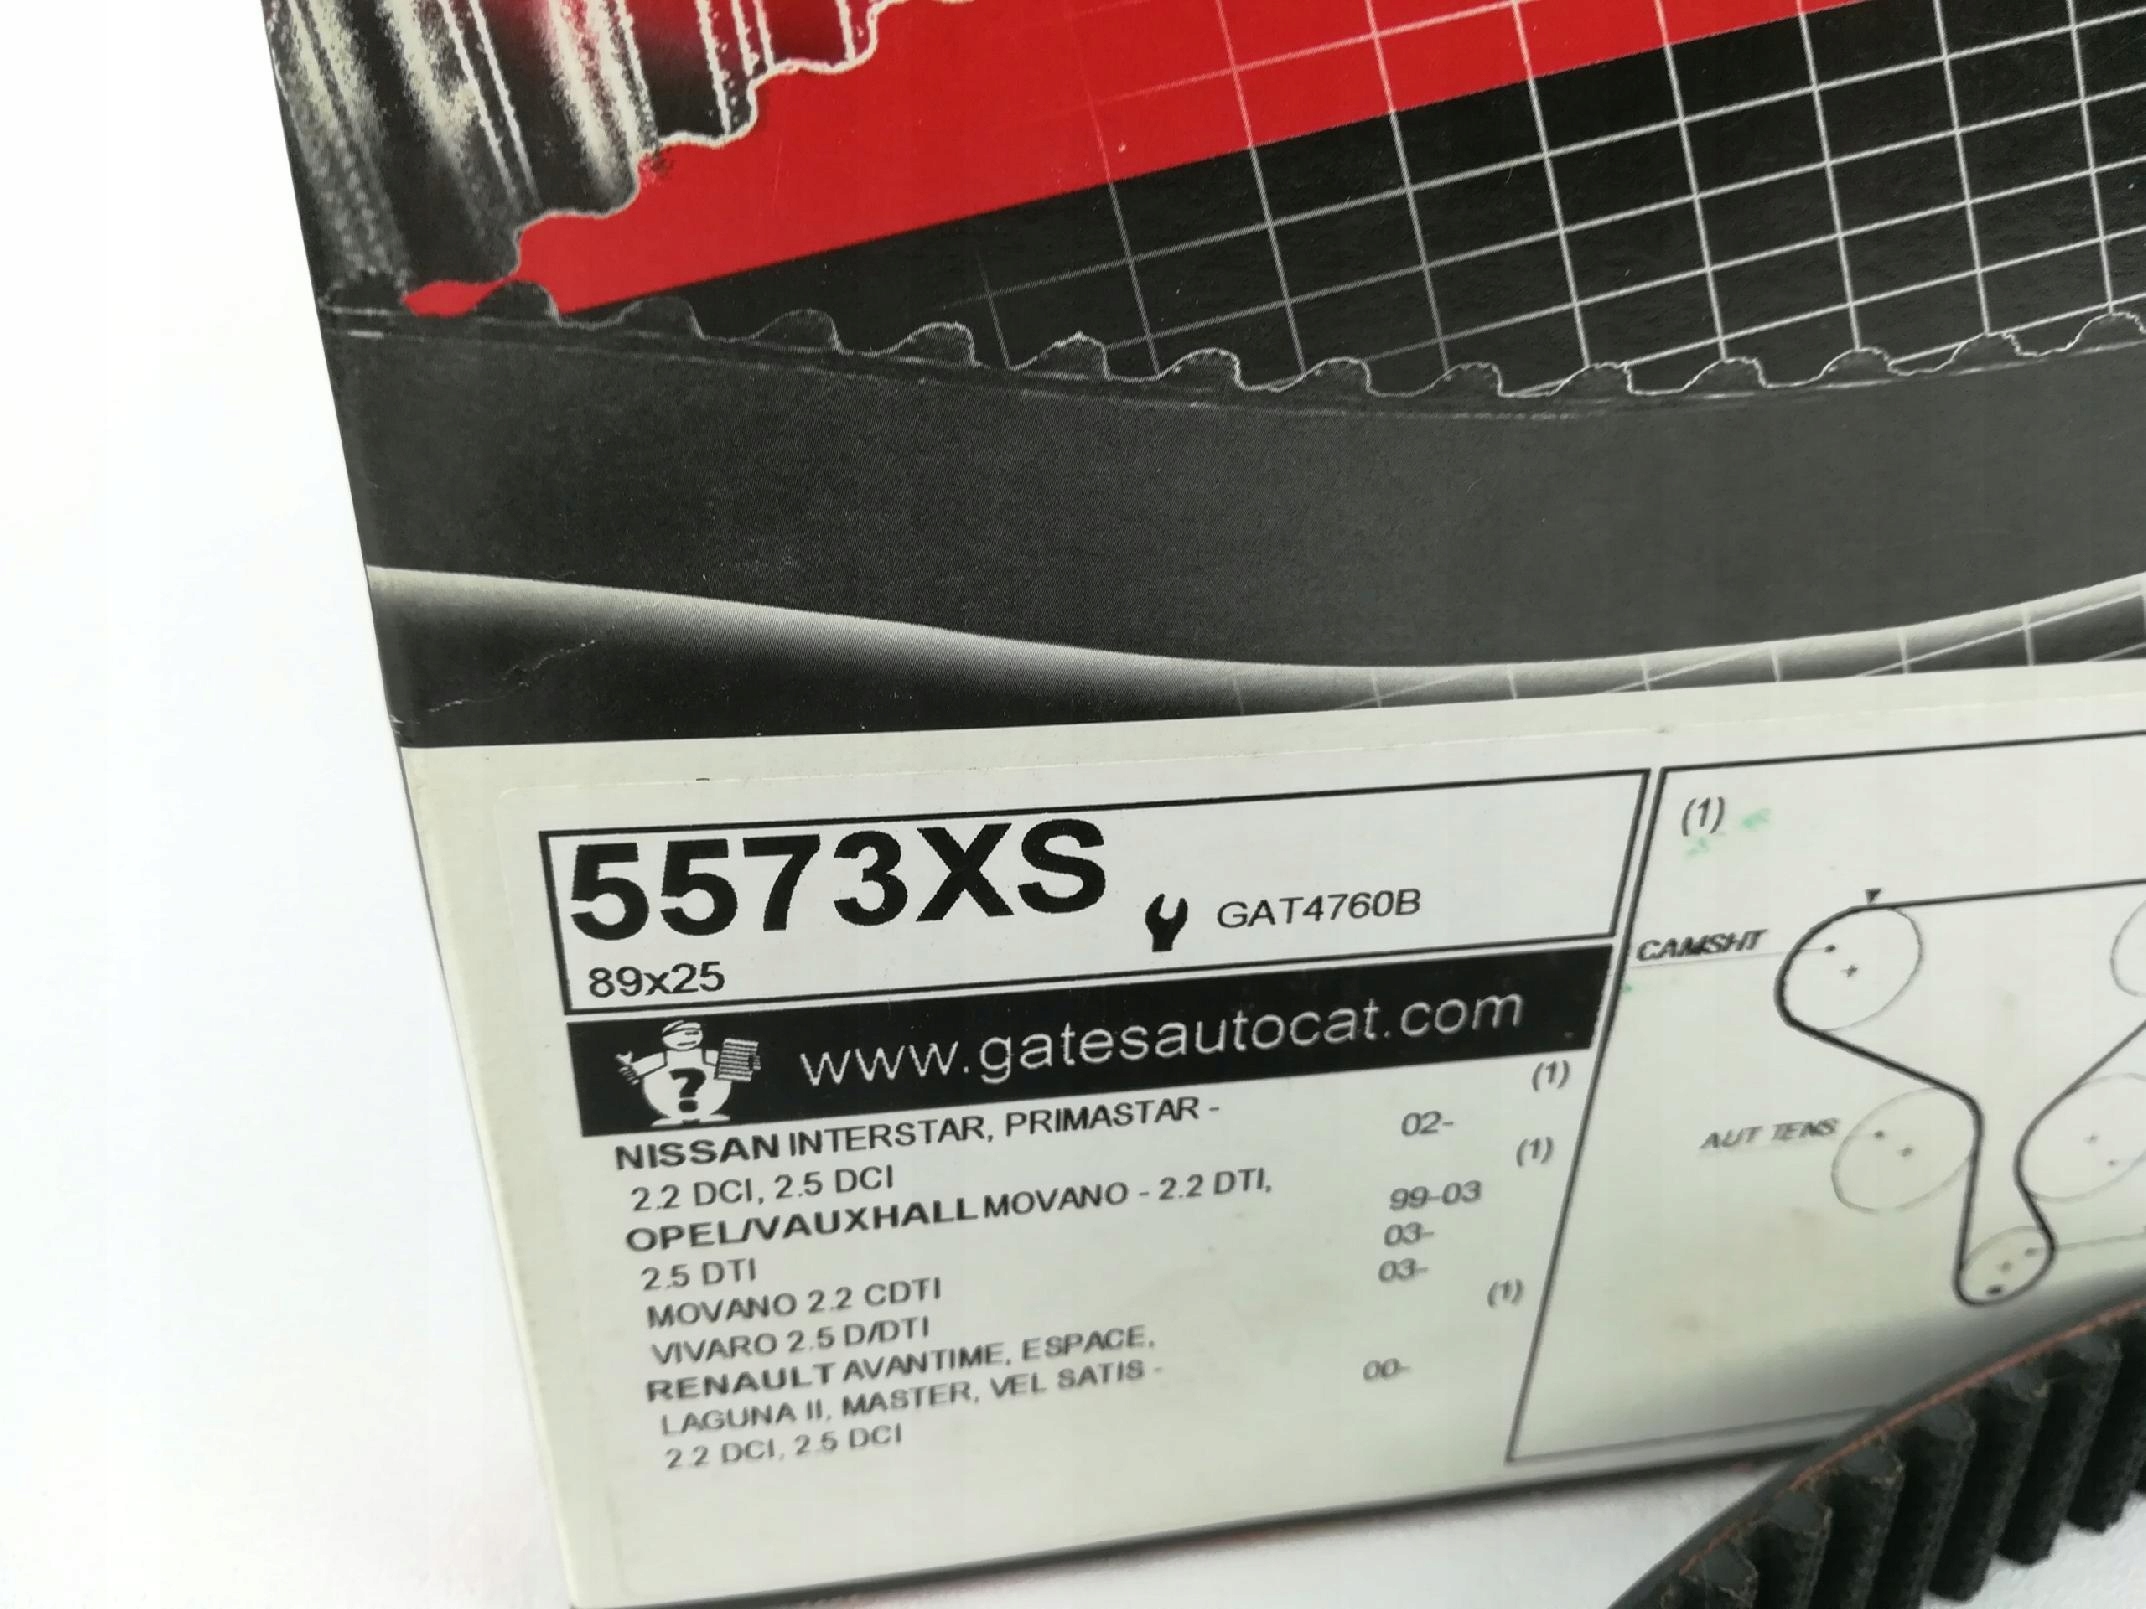 5573XS GAT4760B
89x25
www.gatesautocat.com
(1)
NISSAN INTERSTAR, PRIMASTAR - 02-
2.2 DCI, 2.5 DCI
(1)
OPEL/VAUXHALL MOVANO - 2.2 DTI, 99-03
2.5 DTI
MOVANO 2.2 CDTI 03-
VIVARO 2.5 D/DTI 03-
(1)
RENAULT AVANTIME, ESPACE,
LAGUNA II, MASTER, VEL SATIS - 00-
2.2 DCI, 2.5 DCI
(1)
CAMSHT
AUT TENS
?